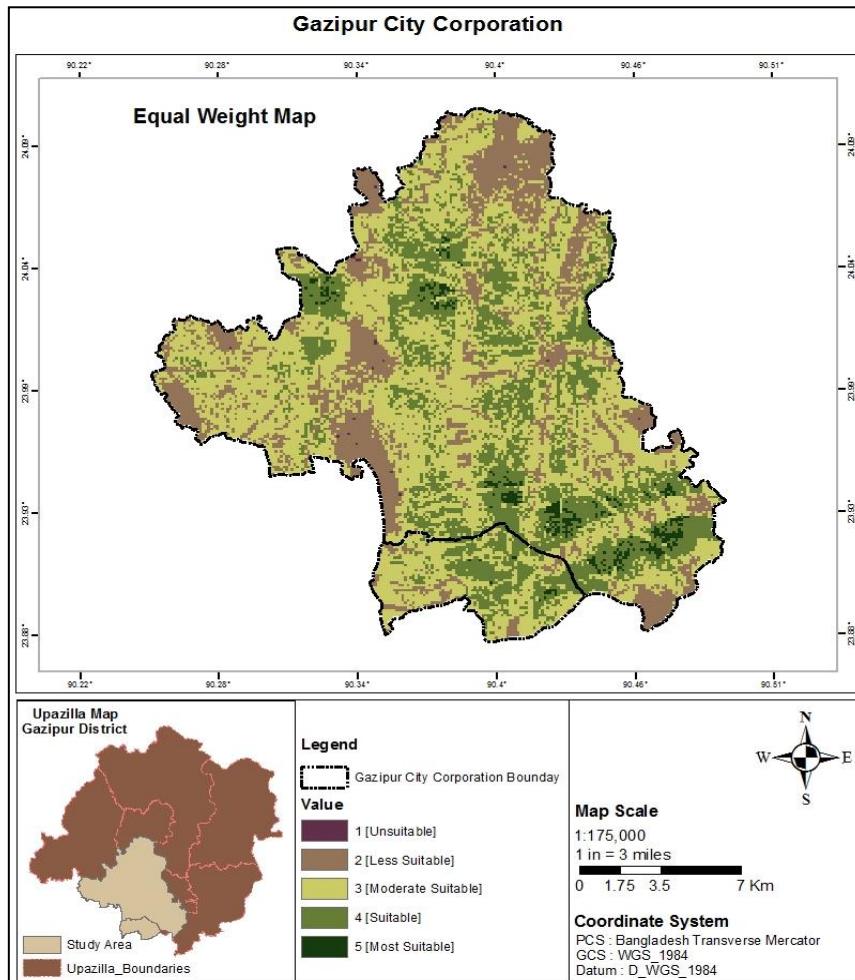 Gazipur City Corporation
90.22° 90.28° 90.34° 90.4° 90.46° 90.51°
Equal Weight Map
24.09° 24.09°
24.04° 24.04°
23.99° 23.99°
23.93° 23.93°
23.88° 23.88°
90.22° 90.28° 90.34° 90.4° 90.46° 90.51°
Upazilla Map
Gazipur District
Study Area
Upazilla_Boundaries
Legend
Gazipur City Corporation Bounday
Value
1 [Unsuitable]
2 [Less Suitable]
3 [Moderate Suitable]
4 [Suitable]
5 [Most Suitable]
N
W E
S
Map Scale
1:175,000
1 in = 3 miles
0 1.75 3.5 7 Km
Coordinate System
PCS : Bangladesh Transverse Mercator
GCS : WGS_1984
Datum : D_WGS_1984